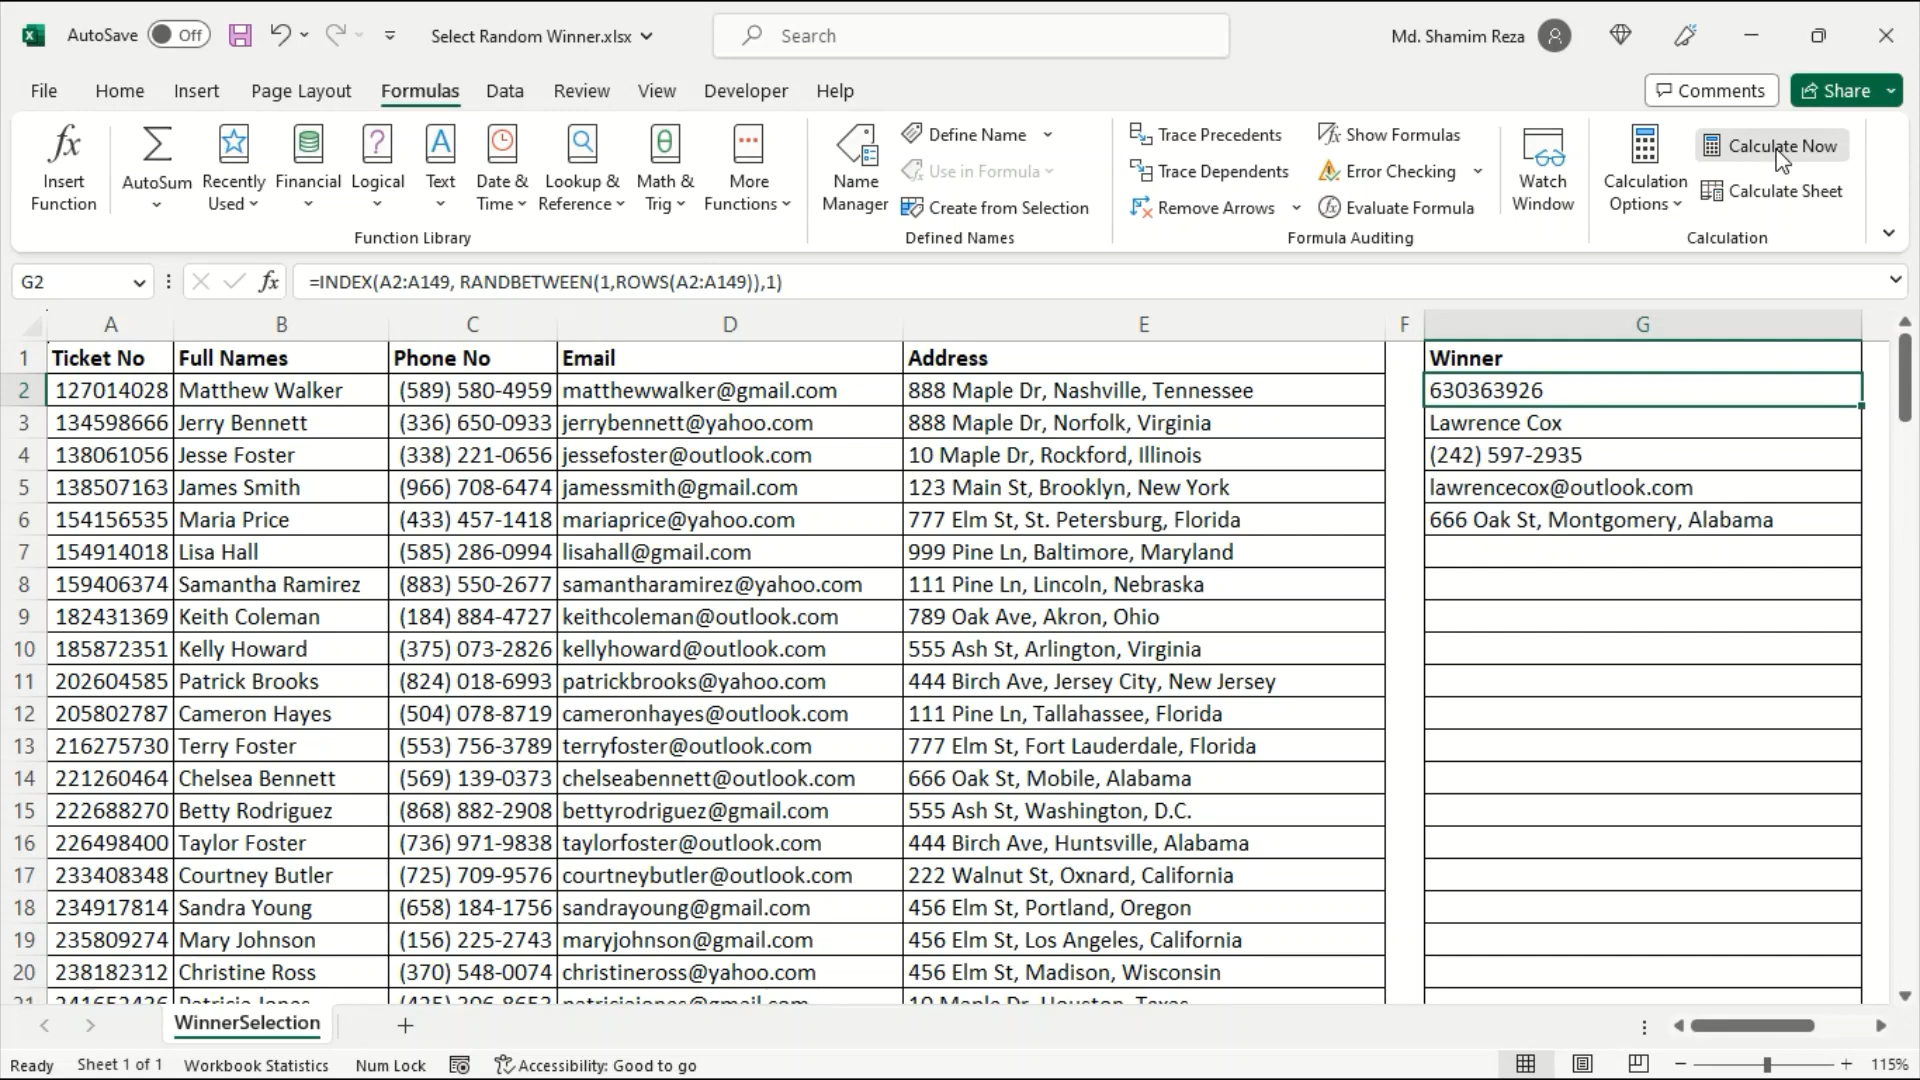 AutoSave Off Select Random Winner.xlsx Search Md. Shamim Reza
File Home Insert Page Layout Formulas Data Review View Developer Help Comments Share
Insert Function
AutoSum
Recently Used
Financial
Logical
Text
Date & Time
Lookup & Reference
Math & Trig
More Functions
Function Library
Name Manager
Define Name
Use in Formula
Create from Selection
Defined Names
Trace Precedents
Trace Dependents
Remove Arrows
Show Formulas
Error Checking
Evaluate Formula
Formula Auditing
Watch Window
Calculation Options
Calculate Now
Calculate Sheet
Calculation
G2 fx =INDEX(A2:A149, RANDBETWEEN(1,ROWS(A2:A149)),1)
A B C D E F G
1 Ticket No Full Names Phone No Email Address Winner
2 127014028 Matthew Walker (589) 580-4959 matthewwalker@gmail.com 888 Maple Dr, Nashville, Tennessee 630363926
3 134598666 Jerry Bennett (336) 650-0933 jerrybennett@yahoo.com 888 Maple Dr, Norfolk, Virginia Lawrence Cox
4 138061056 Jesse Foster (338) 221-0656 jessefoster@outlook.com 10 Maple Dr, Rockford, Illinois (242) 597-2935
5 138507163 James Smith (966) 708-6474 jamessmith@gmail.com 123 Main St, Brooklyn, New York lawrencecox@outlook.com
6 154156535 Maria Price (433) 457-1418 mariaprice@yahoo.com 777 Elm St, St. Petersburg, Florida 666 Oak St, Montgomery, Alabama
7 154914018 Lisa Hall (585) 286-0994 lisahall@gmail.com 999 Pine Ln, Baltimore, Maryland
8 159406374 Samantha Ramirez (883) 550-2677 samantharamirez@yahoo.com 111 Pine Ln, Lincoln, Nebraska
9 182431369 Keith Coleman (184) 884-4727 keithcoleman@outlook.com 789 Oak Ave, Akron, Ohio
10 185872351 Kelly Howard (375) 073-2826 kellyhoward@outlook.com 555 Ash St, Arlington, Virginia
11 202604585 Patrick Brooks (824) 018-6993 patrickbrooks@yahoo.com 444 Birch Ave, Jersey City, New Jersey
12 205802787 Cameron Hayes (504) 078-8719 cameronhayes@outlook.com 111 Pine Ln, Tallahassee, Florida
13 216275730 Terry Foster (553) 756-3789 terryfoster@outlook.com 777 Elm St, Fort Lauderdale, Florida
14 221260464 Chelsea Bennett (569) 139-0373 chelseabennett@outlook.com 666 Oak St, Mobile, Alabama
15 222688270 Betty Rodriguez (868) 882-2908 bettyrodriguez@gmail.com 555 Ash St, Washington, D.C.
16 226498400 Taylor Foster (736) 971-9838 taylorfoster@outlook.com 444 Birch Ave, Huntsville, Alabama
17 233408348 Courtney Butler (725) 709-9576 courtneybutler@outlook.com 222 Walnut St, Oxnard, California
18 234917814 Sandra Young (658) 184-1756 sandrayoung@gmail.com 456 Elm St, Portland, Oregon
19 235809274 Mary Johnson (156) 225-2743 maryjohnson@gmail.com 456 Elm St, Los Angeles, California
20 238182312 Christine Ross (370) 548-0074 christineross@yahoo.com 456 Elm St, Madison, Wisconsin
WinnerSelection
Ready Sheet 1 of 1 Workbook Statistics Num Lock Accessibility: Good to go 115%